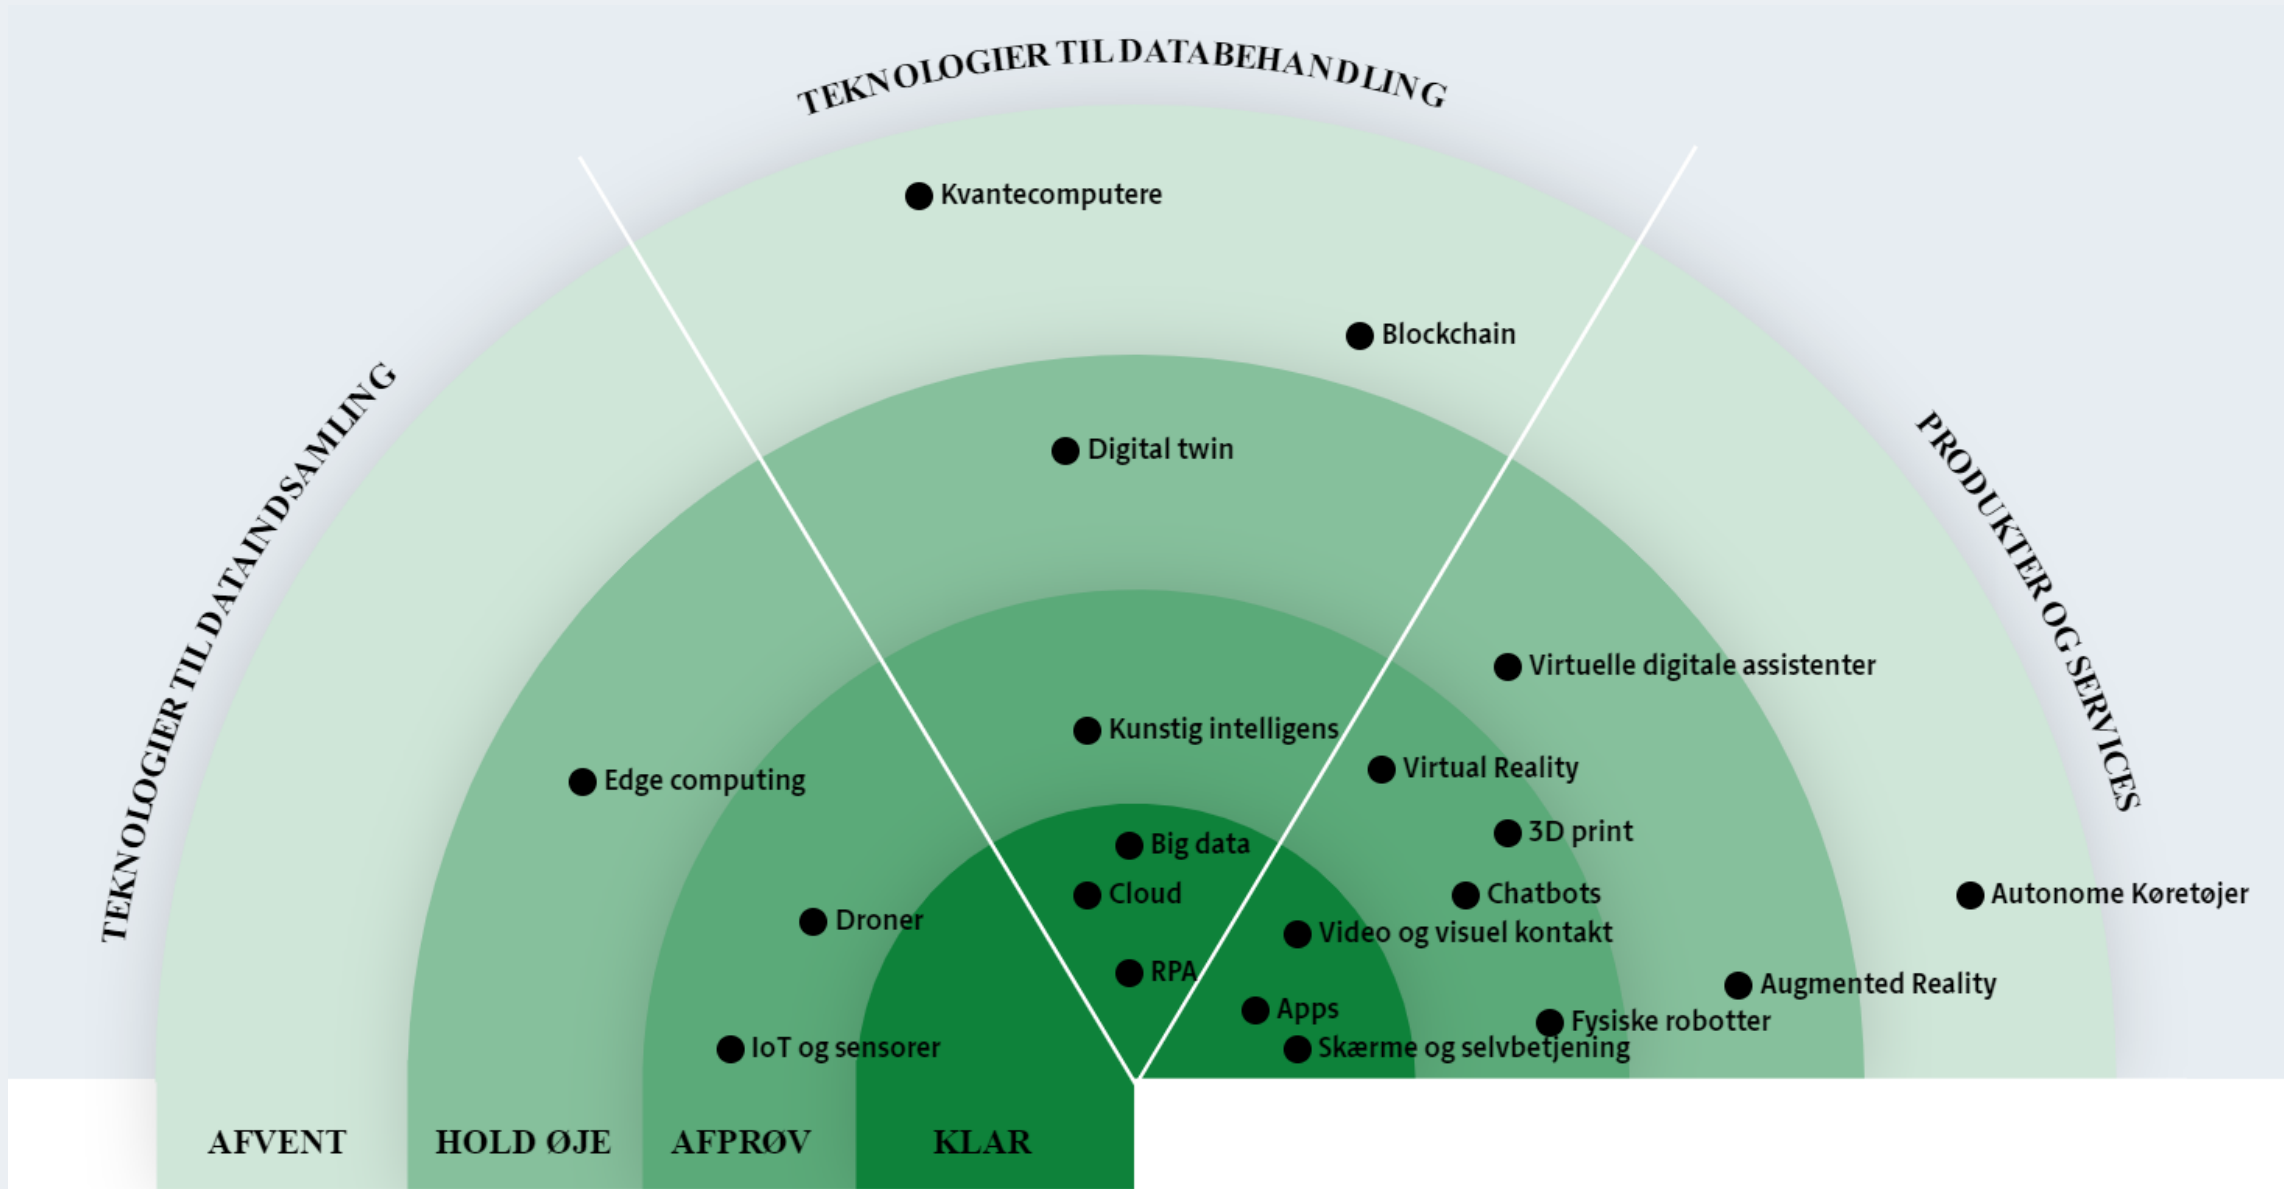 TEKNOLOGIER TIL DATABEHANDLING
Kvantecomputere
Blockchain
TEKNOLOGIER TIL DATAINDSAMLING
PRODUKTER OG SERVICES
Digital twin
Virtuelle digitale assistenter
Kunstig intelligens
Virtual Reality
Edge computing
3D print
Big data
Cloud
Chatbots
Autonome Køretøjer
Droner
Video og visuel kontakt
RPA
Augmented Reality
Apps
Fysiske robotter
IoT og sensorer
Skærme og selvbetjening
AFVENT
HOLD ØJE
AFPRØV
KLAR